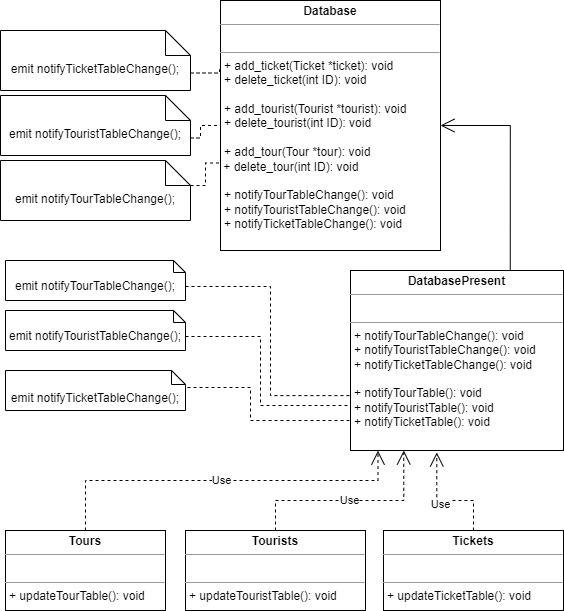 Database
emit notifyTicketTableChange();
+ add_ticket(Ticket *ticket): void
+ delete_ticket(int ID): void
+ add_tourist(Tourist *tourist): void
+ delete_tourist(int ID): void
emit notifyTouristTableChange();
+ add_tour(Tour *tour): void
+ delete_tour(int ID): void
emit notifyTourTableChange();
+ notifyTourTableChange(): void
+ notifyTouristTableChange(): void
+ notifyTicketTableChange(): void
DatabasePresent
emit notifyTourTableChange();
emit notifyTouristTableChange();
emit notifyTicketTableChange();
+ notifyTourTableChange(): void
+ notifyTouristTableChange(): void
+ notifyTicketTableChange(): void
+ notifyTourTable(): void
+ notifyTouristTable(): void
+ notifyTicketTable(): void
Use
Use
Use
Tours
+ updateTourTable(): void
Tourists
+ updateTouristTable(): void
Tickets
+ updateTicketTable(): void